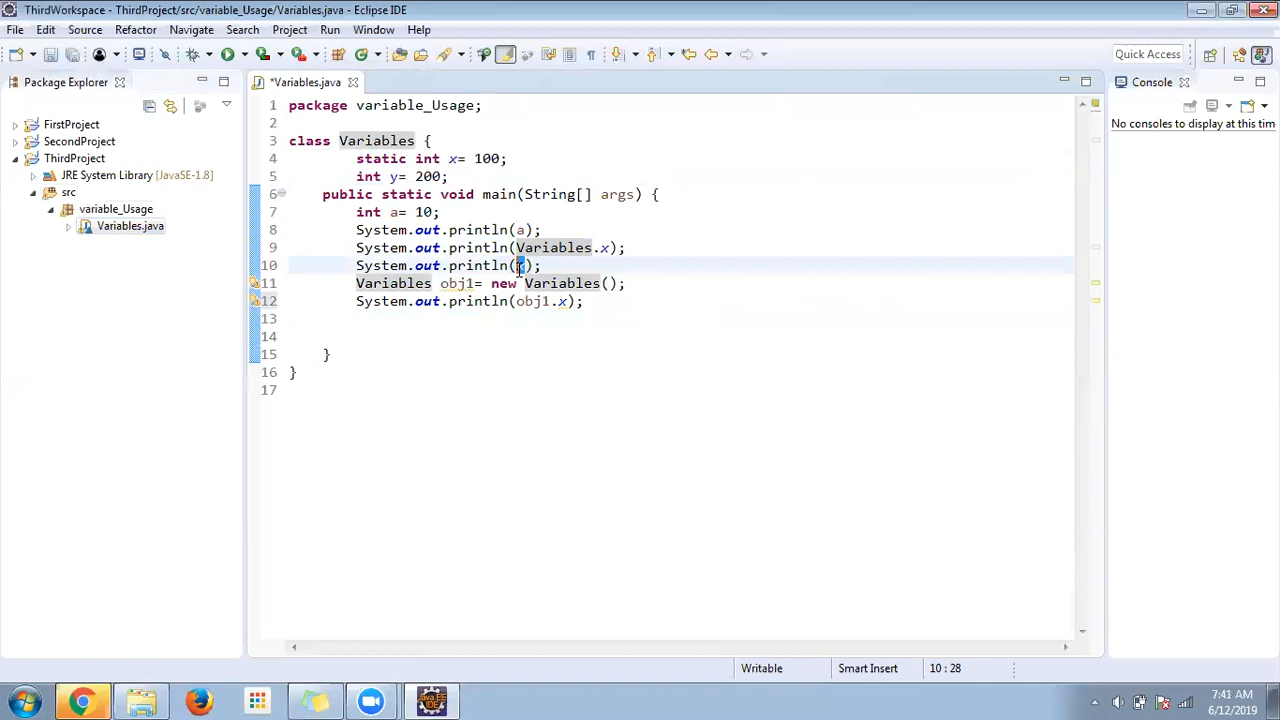 ThirdWorkspace - ThirdProject/src/variable_Usage/Variables.java - Eclipse IDE
File Edit Source Refactor Navigate Search Project Run Window Help
Quick Access
Package Explorer
*Variables.java
Console
No consoles to display at this tim
FirstProject
SecondProject
ThirdProject
JRE System Library [JavaSE-1.8]
src
variable_Usage
Variables.java
1 package variable_Usage;
2
3 class Variables {
4 static int x= 100;
5 int y= 200;
6 public static void main(String[] args) {
7 int a= 10;
8 System.out.println(a);
9 System.out.println(Variables.x);
10 System.out.println( );
11 Variables obj1= new Variables();
12 System.out.println(obj1.x);
13
14
15 }
16 }
17
Writable Smart Insert 10 : 28
Java EE IDE
7:41 AM
6/12/2019